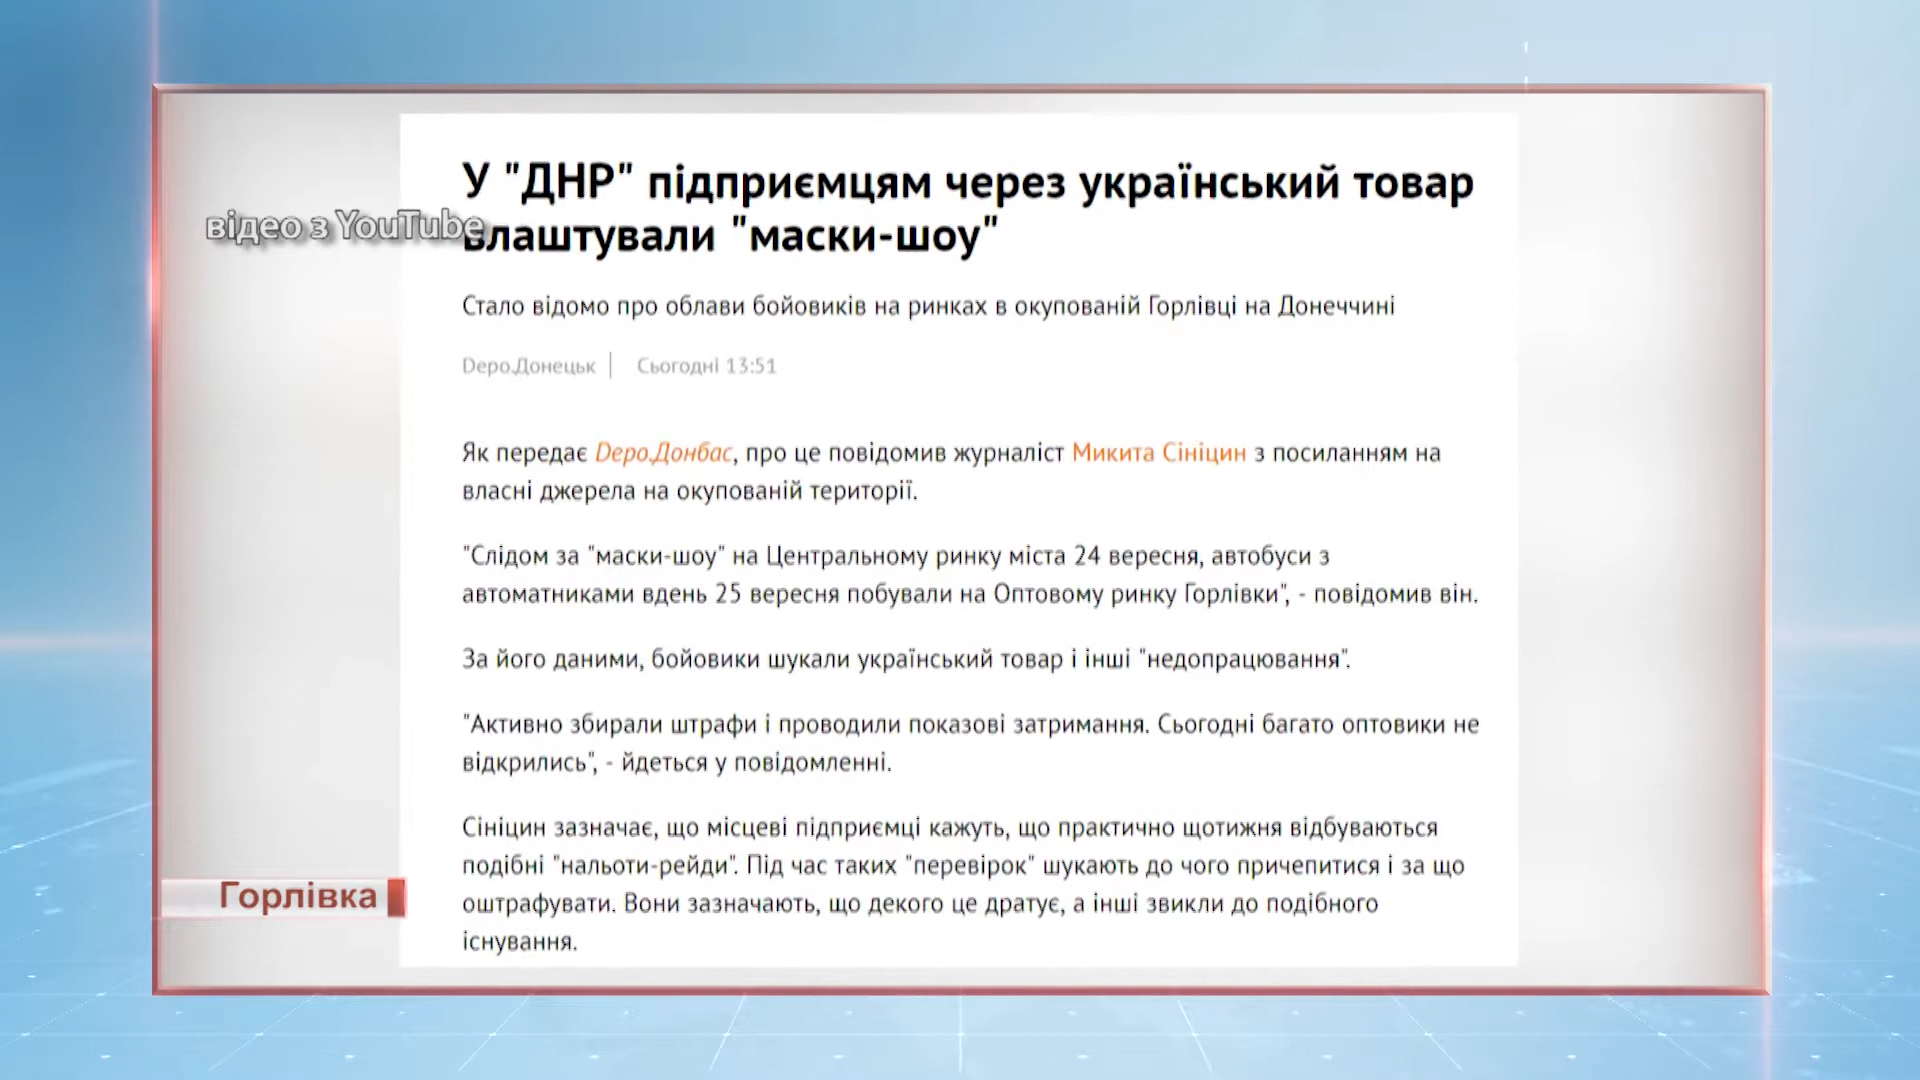 У "ДНР" підприємцям через український товар
відео з YouTube
влаштували "маски-шоу"
Стало відомо про облави бойовиків на ринках в окупованій Горлівці на Донеччині
Dеро.Донецьк | Сьогодні 13:51
Як передає Dеро.Донбас, про це повідомив журналіст Микита Сініцин з посиланням на
власні джерела на окупованій території.
"Слідом за "маски-шоу" на Центральному ринку міста 24 вересня, автобуси з
автоматниками вдень 25 вересня побували на Оптовому ринку Горлівки", - повідомив він.
За його даними, бойовики шукали український товар і інші "недопрацювання".
"Активно збирали штрафи і проводили показові затримання. Сьогодні багато оптовики не
відкрились", - йдеться у повідомленні.
Сініцин зазначає, що місцеві підприємці кажуть, що практично щотижня відбуваються
подібні "нальоти-рейди". Під час таких "перевірок" шукають до чого причепитися і за що
оштрафувати. Вони зазначають, що декого це дратує, а інші звикли до подібного
існування.
Горлівка